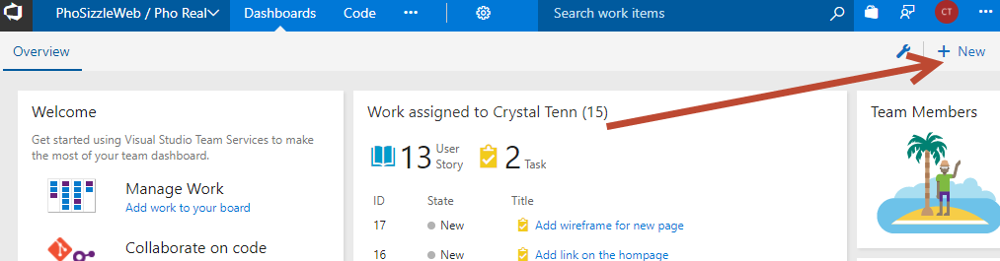 PhoSizzleWeb / Pho Real Dashboards Code ... Search work items CT ...
Overview + New
Welcome
Get started using Visual Studio Team Services to make
the most of your team dashboard.
Manage Work
Add work to your board
Collaborate on code
Work assigned to Crystal Tenn (15)
13 User Story 2 Task
ID State Title
17 New Add wireframe for new page
16 New Add link on the hompage
Team Members